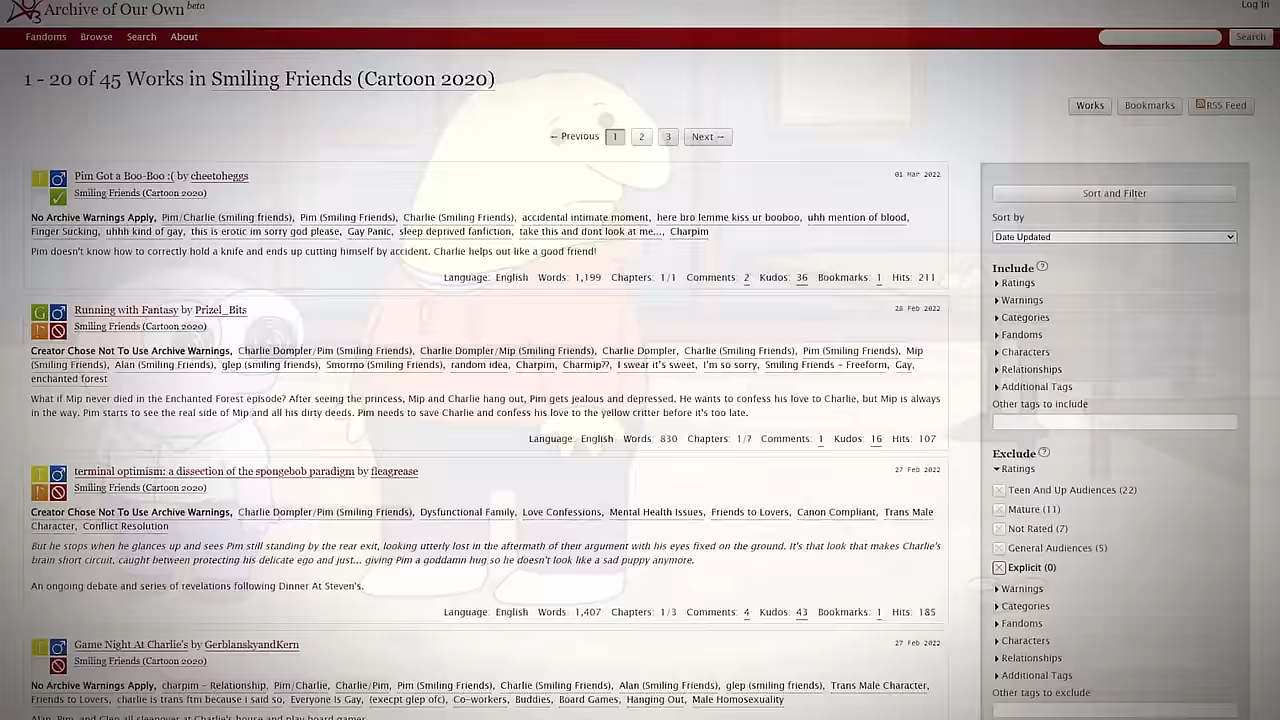 Archive of Our Own beta
Log In
Fandoms Browse Search About
Search
1 - 20 of 45 Works in Smiling Friends (Cartoon 2020)
Works Bookmarks RSS Feed
← Previous 1 2 3 Next →
Pim Got a Boo-Boo :( by cheetoheggs
01 Mar 2022
Smiling Friends (Cartoon 2020)
No Archive Warnings Apply, Pim/Charlie (smiling friends), Pim (Smiling Friends), Charlie (Smiling Friends), accidental intimate moment, here bro lemme kiss ur booboo, uhh mention of blood,
Finger Sucking, uhhh kind of gay, this is erotic im sorry god please, Gay Panic, sleep deprived fanfiction, take this and dont look at me..., Charpim
Pim doesn't know how to correctly hold a knife and ends up cutting himself by accident. Charlie helps out like a good friend!
Language: English Words: 1,199 Chapters: 1/1 Comments: 2 Kudos: 36 Bookmarks: 1 Hits: 211
Running with Fantasy by Prizel_Bits
28 Feb 2022
Smiling Friends (Cartoon 2020)
Creator Chose Not To Use Archive Warnings, Charlie Dompler/Pim (Smiling Friends), Charlie Dompler/Mip (Smiling Friends), Charlie Dompler, Charlie (Smiling Friends), Pim (Smiling Friends), Mip
(Smiling Friends), Alan (Smiling Friends), glep (smiling friends), Smormo (Smiling Friends), random idea, Charpim, Charmip??, I swear it's sweet, I'm so sorry, Smiling Friends - Freeform, Gay,
enchanted forest
What if Mip never died in the Enchanted Forest episode? After seeing the princess, Mip and Charlie hang out, Pim gets jealous and depressed. He wants to confess his love to Charlie, but Mip is always
in the way. Pim starts to see the real side of Mip and all his dirty deeds. Pim needs to save Charlie and confess his love to the yellow critter before it's too late.
Language: English Words: 830 Chapters: 1/? Comments: 1 Kudos: 16 Hits: 107
terminal optimism: a dissection of the spongebob paradigm by fleagrease
27 Feb 2022
Smiling Friends (Cartoon 2020)
Creator Chose Not To Use Archive Warnings, Charlie Dompler/Pim (Smiling Friends), Dysfunctional Family, Love Confessions, Mental Health Issues, Friends to Lovers, Canon Compliant, Trans Male
Character, Conflict Resolution
But he stops when he glances up and sees Pim still standing by the rear exit, looking utterly lost in the aftermath of their argument with his eyes fixed on the ground. It's that look that makes Charlie's
brain short circuit, caught between protecting his delicate ego and just... giving Pim a goddamn hug so he doesn't look like a sad puppy anymore.
An ongoing debate and series of revelations following Dinner At Steven's.
Language: English Words: 1,407 Chapters: 1/3 Comments: 4 Kudos: 43 Bookmarks: 1 Hits: 185
Game Night At Charlie's by GerblanskyandKern
27 Feb 2022
Smiling Friends (Cartoon 2020)
No Archive Warnings Apply, charpim - Relationship, Pim/Charlie, Charlie/Pim, Pim (Smiling Friends), Charlie (Smiling Friends), Alan (Smiling Friends), glep (smiling friends), Trans Male Character,
Friends to Lovers, charlie is trans ftm because i said so, Everyone Is Gay, (execpt glep ofc), Co-workers, Buddies, Board Games, Hanging Out, Male Homosexuality
Alan, Pim, and Glep all sleepover at Charlie's house and play board games.
Sort and Filter
Sort by
Date Updated
Include ?
Ratings
Warnings
Categories
Fandoms
Characters
Relationships
Additional Tags
Other tags to include
Exclude ?
Ratings
Teen And Up Audiences (22)
Mature (11)
Not Rated (7)
General Audiences (5)
Explicit (0)
Warnings
Categories
Fandoms
Characters
Relationships
Additional Tags
Other tags to exclude